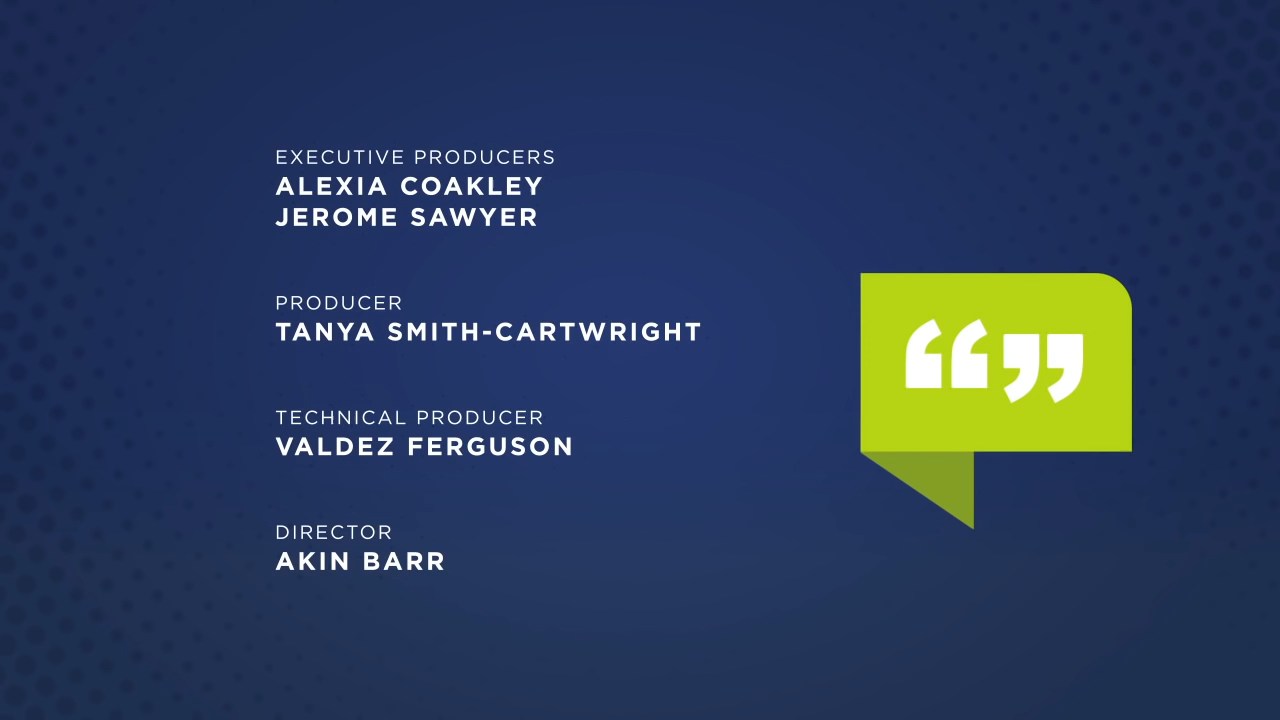 EXECUTIVE PRODUCERS
ALEXIA COAKLEY
JEROME SAWYER
PRODUCER
TANYA SMITH-CARTWRIGHT
TECHNICAL PRODUCER
VALDEZ FERGUSON
DIRECTOR
AKIN BARR
“”